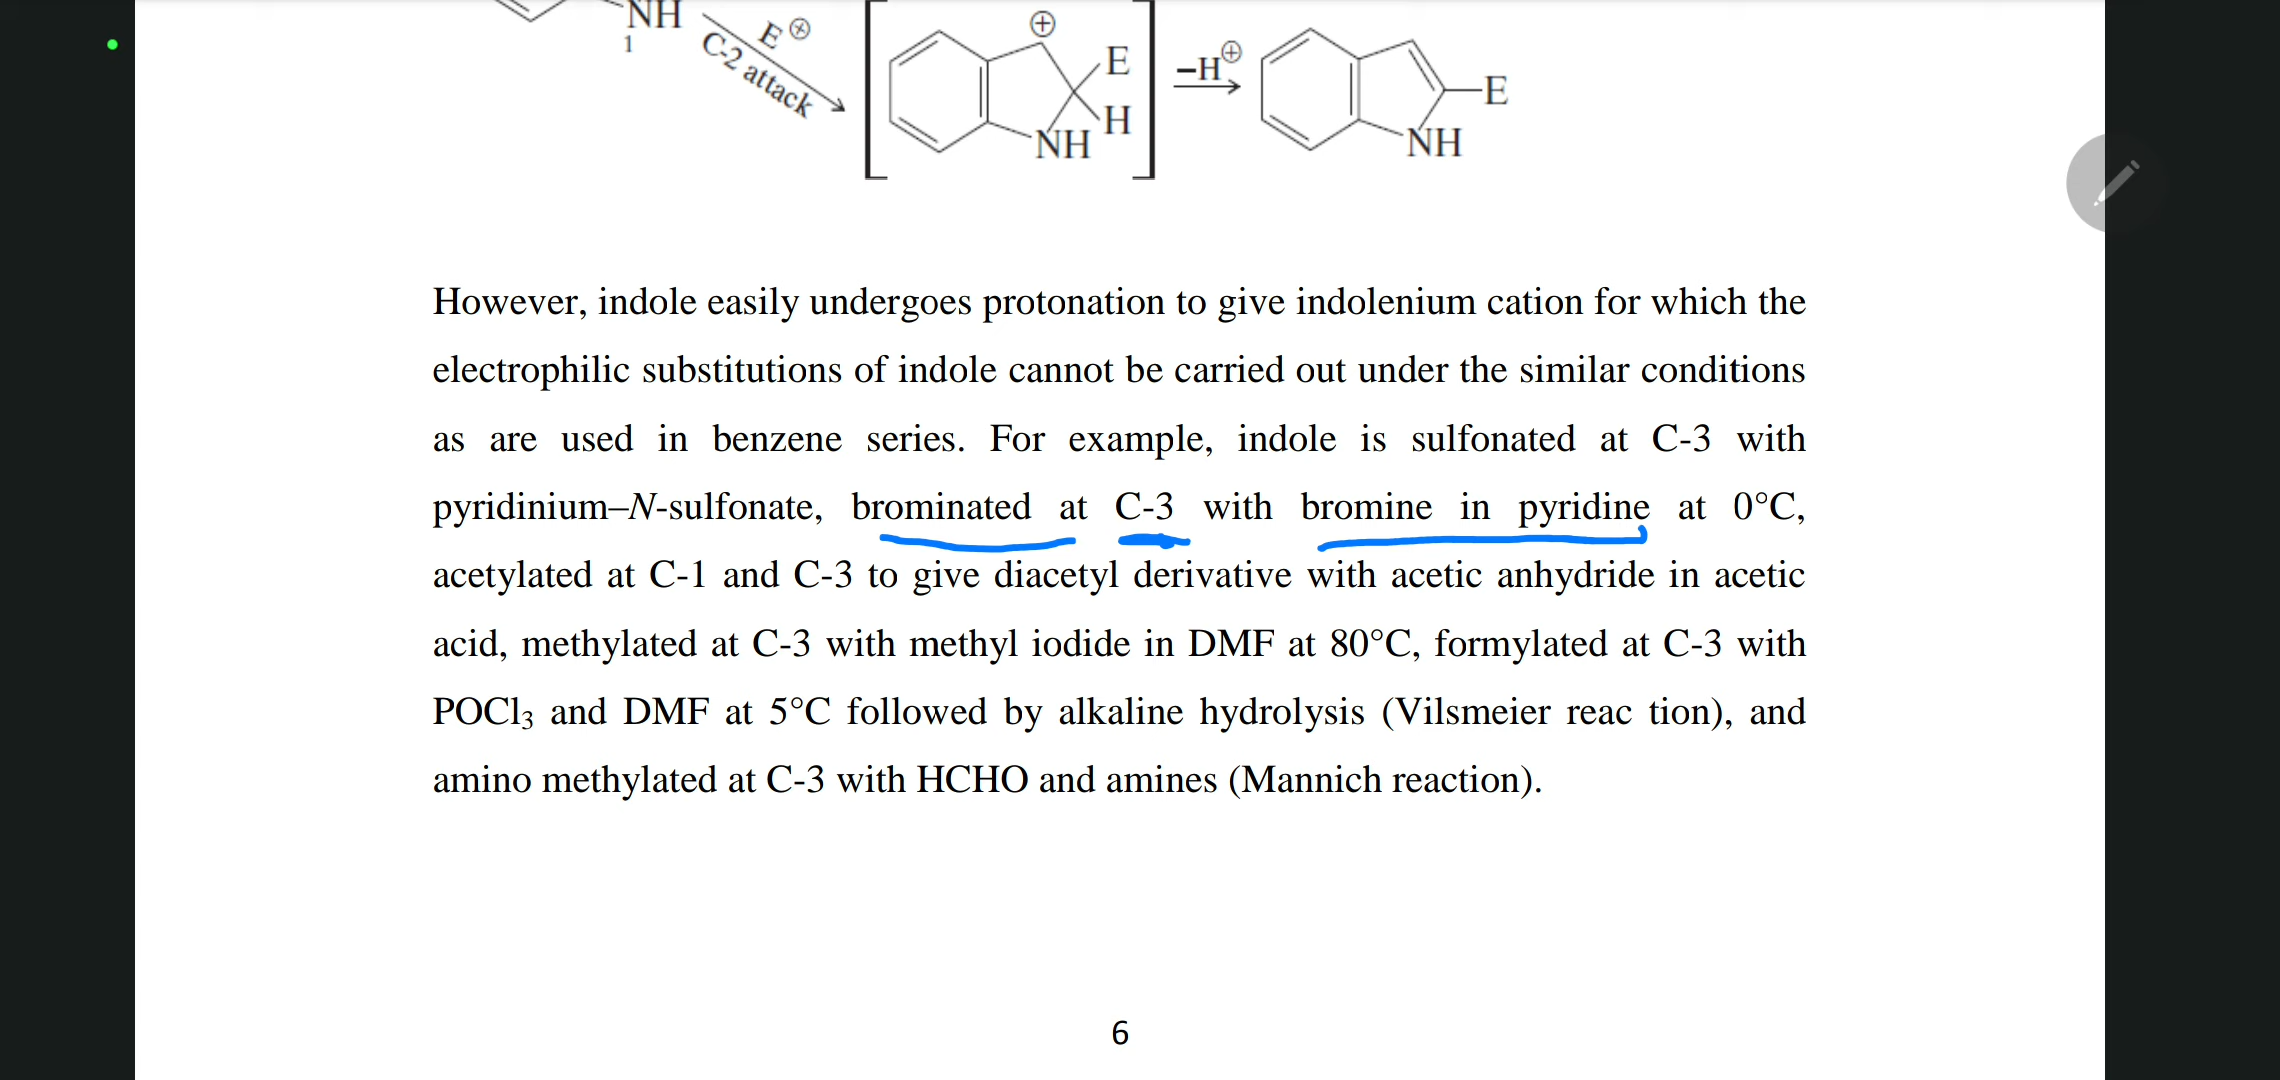 NH
1
E⊕
C-2 attack
⊕
E
H
NH
–H⊕
E
NH
However, indole easily undergoes protonation to give indolenium cation for which the
electrophilic substitutions of indole cannot be carried out under the similar conditions
as are used in benzene series. For example, indole is sulfonated at C-3 with
pyridinium–N-sulfonate, brominated at C-3 with bromine in pyridine at 0°C,
acetylated at C-1 and C-3 to give diacetyl derivative with acetic anhydride in acetic
acid, methylated at C-3 with methyl iodide in DMF at 80°C, formylated at C-3 with
POCl₃ and DMF at 5°C followed by alkaline hydrolysis (Vilsmeier reac tion), and
amino methylated at C-3 with HCHO and amines (Mannich reaction).
6